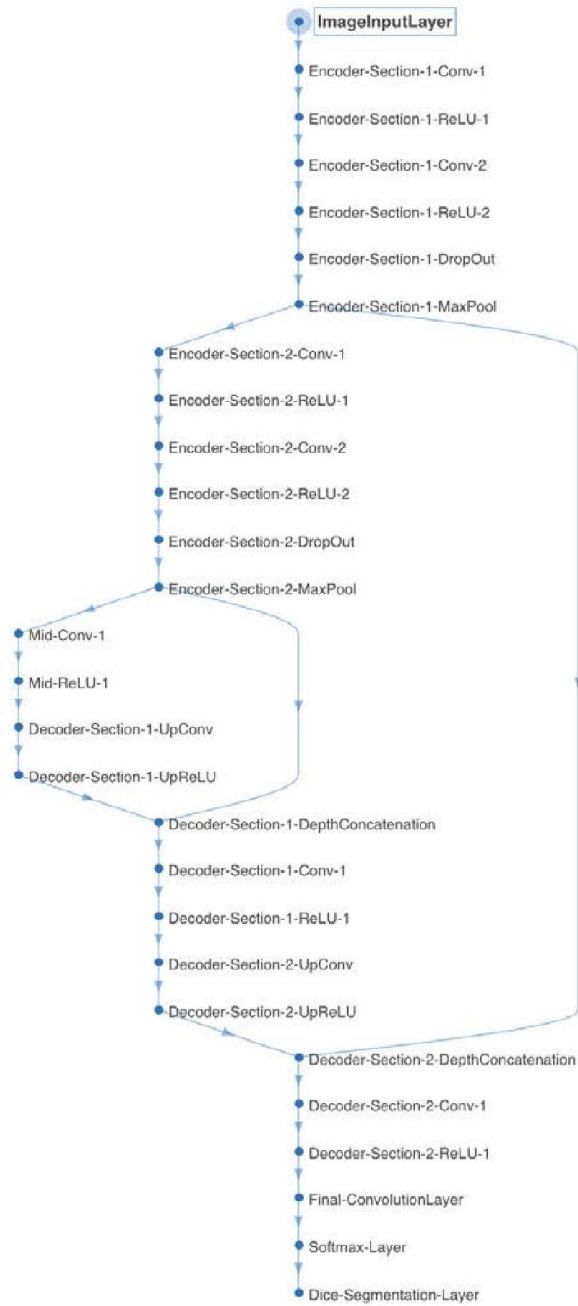 ImageInputLayer
Encoder-Section-1-Conv-1
Encoder-Section-1-ReLU-1
Encoder-Section-1-Conv-2
Encoder-Section-1-ReLU-2
Encoder-Section-1-DropOut
Encoder-Section-1-MaxPool
Encoder-Section-2-Conv-1
Encoder-Section-2-ReLU-1
Encoder-Section-2-Conv-2
Encoder-Section-2-ReLU-2
Encoder-Section-2-DropOut
Encoder-Section-2-MaxPool
Mid-Conv-1
Mid-ReLU-1
Decoder-Section-1-UpConv
Decoder-Section-1-UpReLU
Decoder-Section-1-DepthConcatenation
Decoder-Section-1-Conv-1
Decoder-Section-1-ReLU-1
Decoder-Section-2-UpConv
Decoder-Section-2-UpReLU
Decoder-Section-2-DepthConcatenation
Decoder-Section-2-Conv-1
Decoder-Section-2-ReLU-1
Final-ConvolutionLayer
Softmax-Layer
Dice-Segmentation-Layer